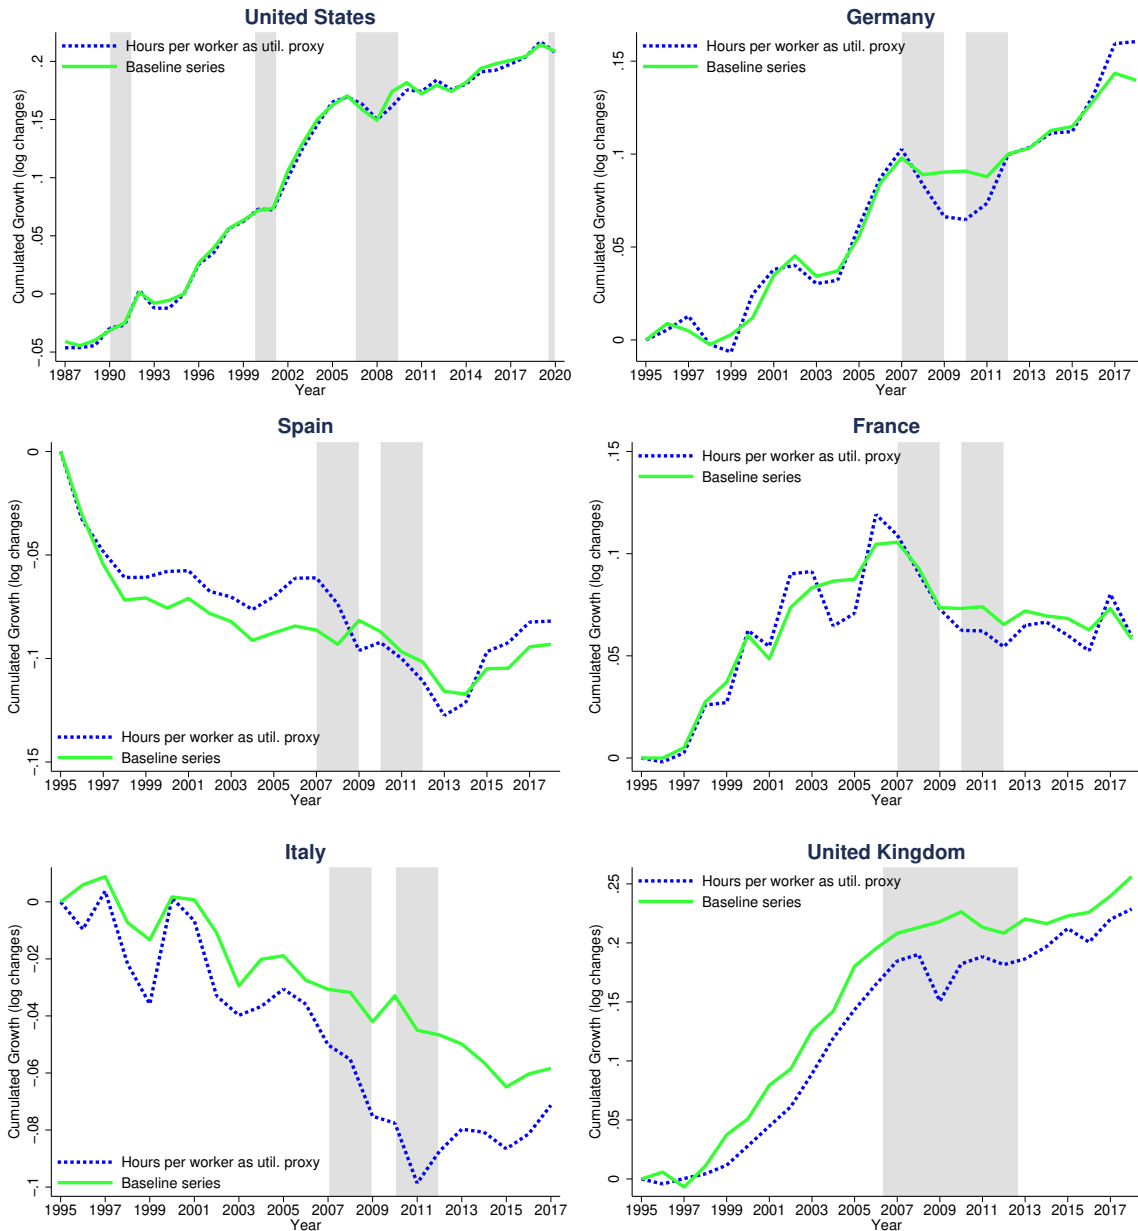 United States
Hours per worker as util. proxy
Baseline series
Cumulated Growth (log changes)
-.05 0 .05 .1 .15 .2
1987 1990 1993 1996 1999 2002 2005 2008 2011 2014 2017 2020
Year
Germany
Hours per worker as util. proxy
Baseline series
Cumulated Growth (log changes)
0 .05 .1 .15
1995 1997 1999 2001 2003 2005 2007 2009 2011 2013 2015 2017
Year
Spain
Cumulated Growth (log changes)
-.15 -.1 -.05 0
Hours per worker as util. proxy
Baseline series
1995 1997 1999 2001 2003 2005 2007 2009 2011 2013 2015 2017
Year
France
Hours per worker as util. proxy
Baseline series
Cumulated Growth (log changes)
0 .05 .1 .15
1995 1997 1999 2001 2003 2005 2007 2009 2011 2013 2015 2017
Year
Italy
Cumulated Growth (log changes)
-.1 -.08 -.06 -.04 -.02 0
Hours per worker as util. proxy
Baseline series
1995 1997 1999 2001 2003 2005 2007 2009 2011 2013 2015 2017
Year
United Kingdom
Hours per worker as util. proxy
Baseline series
Cumulated Growth (log changes)
0 .05 .1 .15 .2 .25
1995 1997 1999 2001 2003 2005 2007 2009 2011 2013 2015 2017
Year